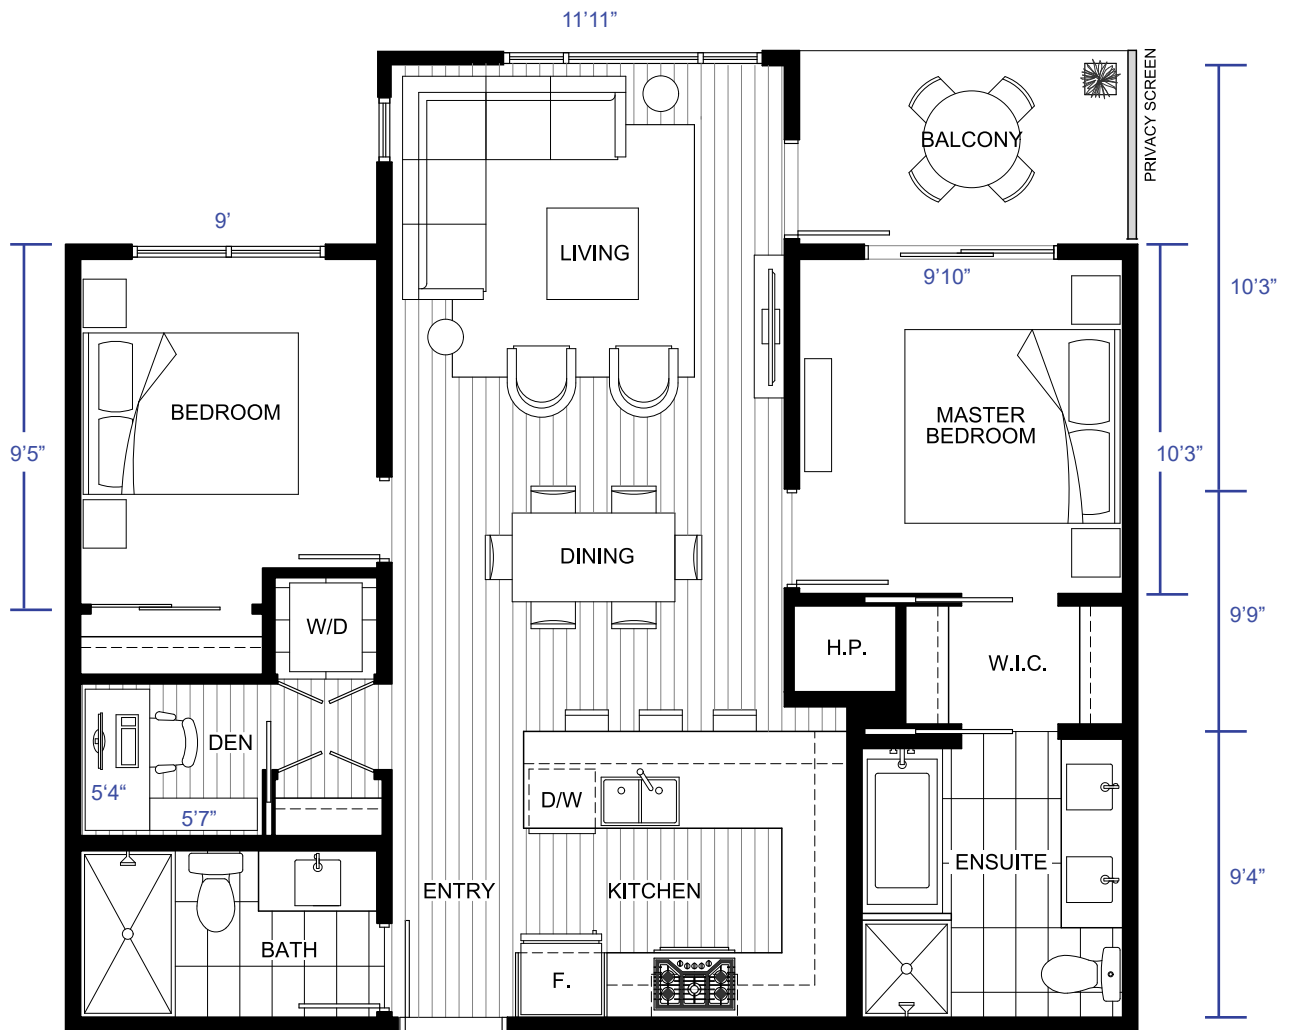 11'11"
PRIVACY SCREEN
BALCONY
9'
LIVING
9'10"
10'3"
BEDROOM
MASTER
BEDROOM
9'5"
10'3"
DINING
W/D
H.P.
W.I.C.
9'9"
DEN
5'4"
5'7"
D/W
ENTRY
KITCHEN
ENSUITE
9'4"
BATH
F.